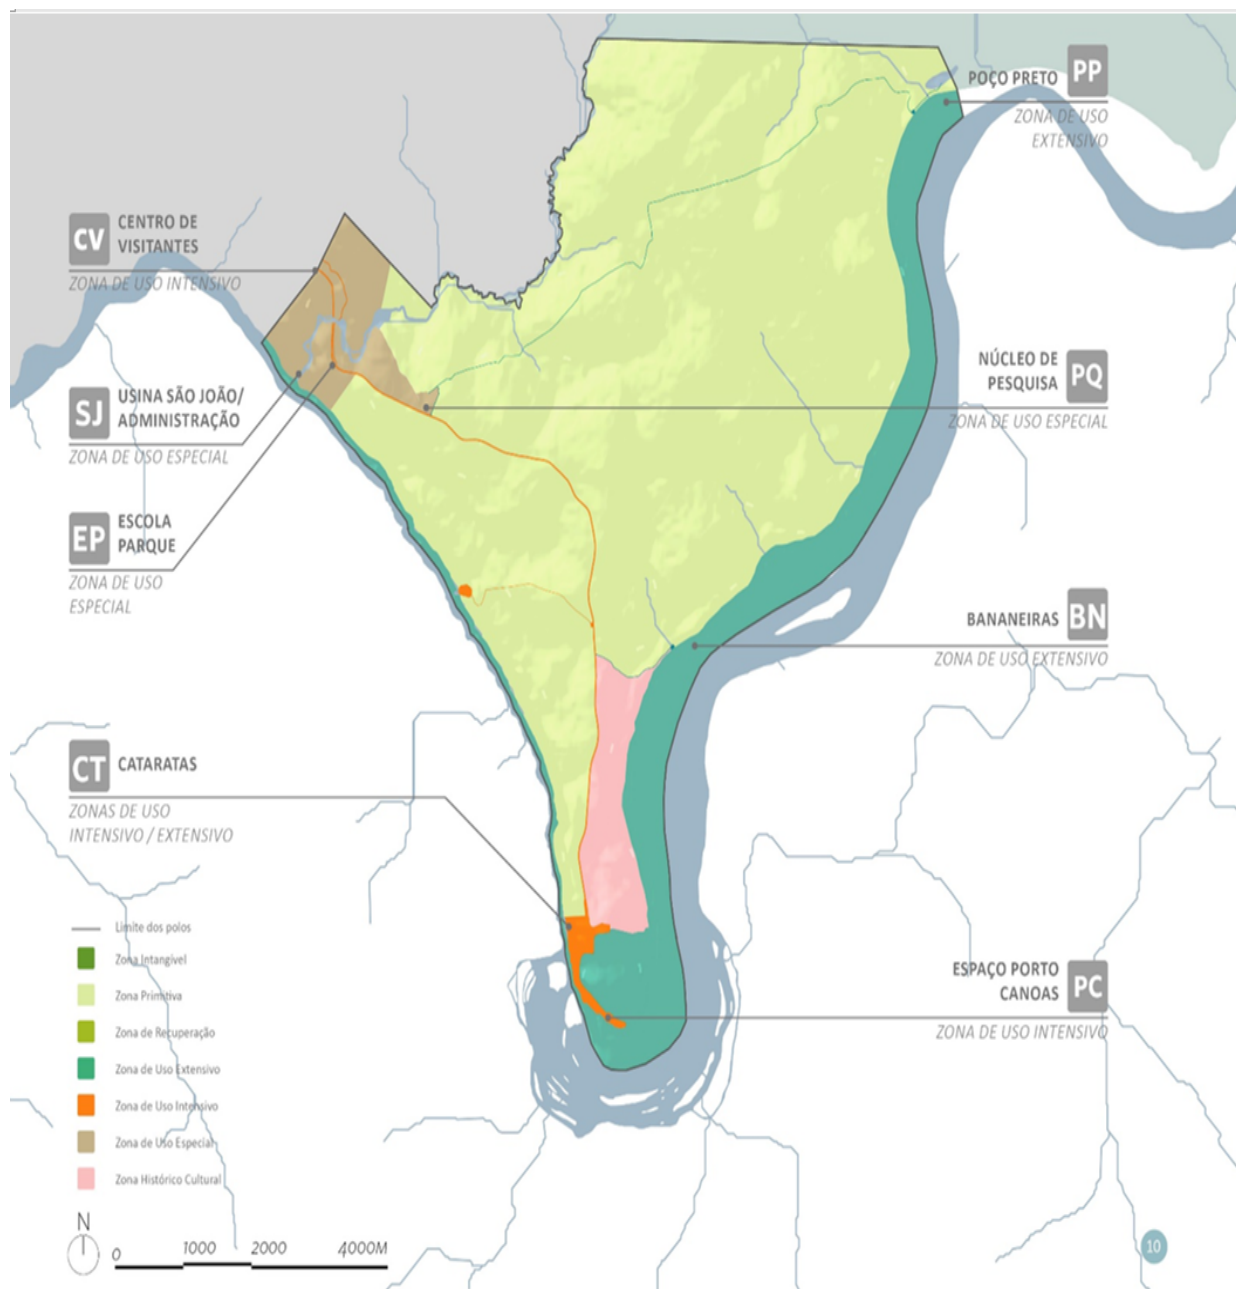 POÇO PRETO PP
ZONA DE USO
EXTENSIVO
CV CENTRO DE
VISITANTES
ZONA DE USO INTENSIVO
NÚCLEO DE
PESQUISA PQ
ZONA DE USO ESPECIAL
SJ USINA SÃO JOÃO/
ADMINISTRAÇÃO
ZONA DE USO ESPECIAL
EP ESCOLA
PARQUE
ZONA DE USO
ESPECIAL
BANANEIRAS BN
ZONA DE USO EXTENSIVO
CT CATARATAS
ZONAS DE USO
INTENSIVO / EXTENSIVO
ESPAÇO PORTO
CANOAS PC
ZONA DE USO INTENSIVO
Limite dos polos
Zona Intangível
Zona Primitiva
Zona de Recuperação
Zona de Uso Extensivo
Zona de Uso Intensivo
Zona de Uso Especial
Zona Histórico Cultural
N
0 1000 2000 4000M
10